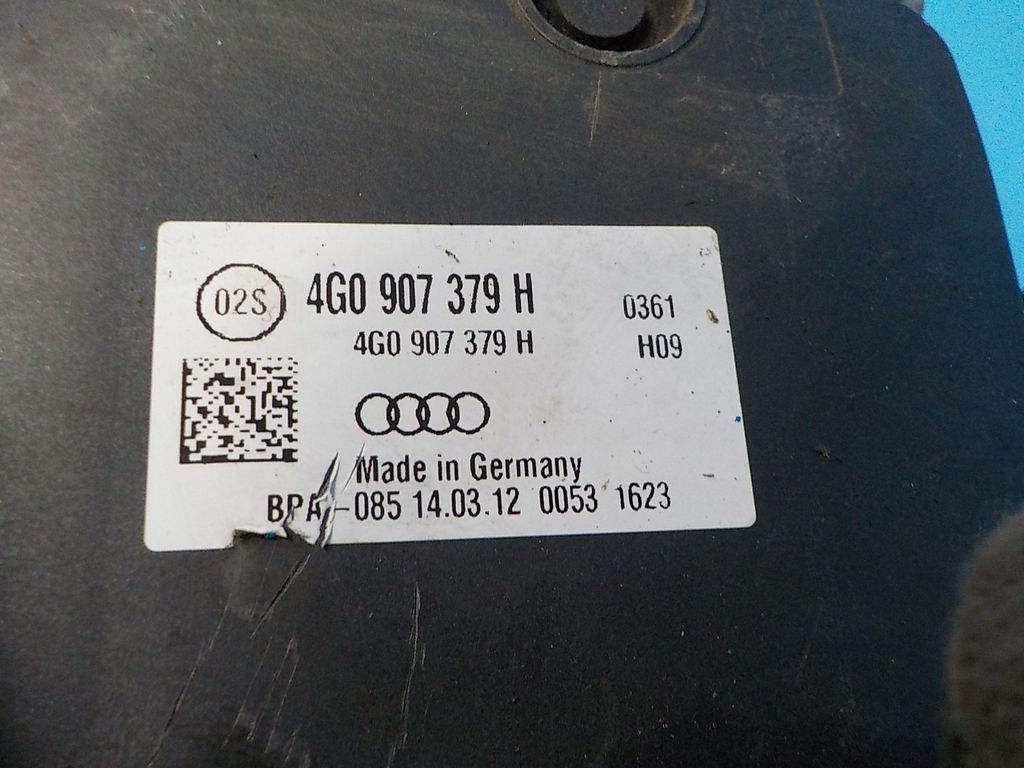 02S 4G0 907 379 H 0361
4G0 907 379 H H09
Made in Germany
BPA-085 14.03.12 0053 1623